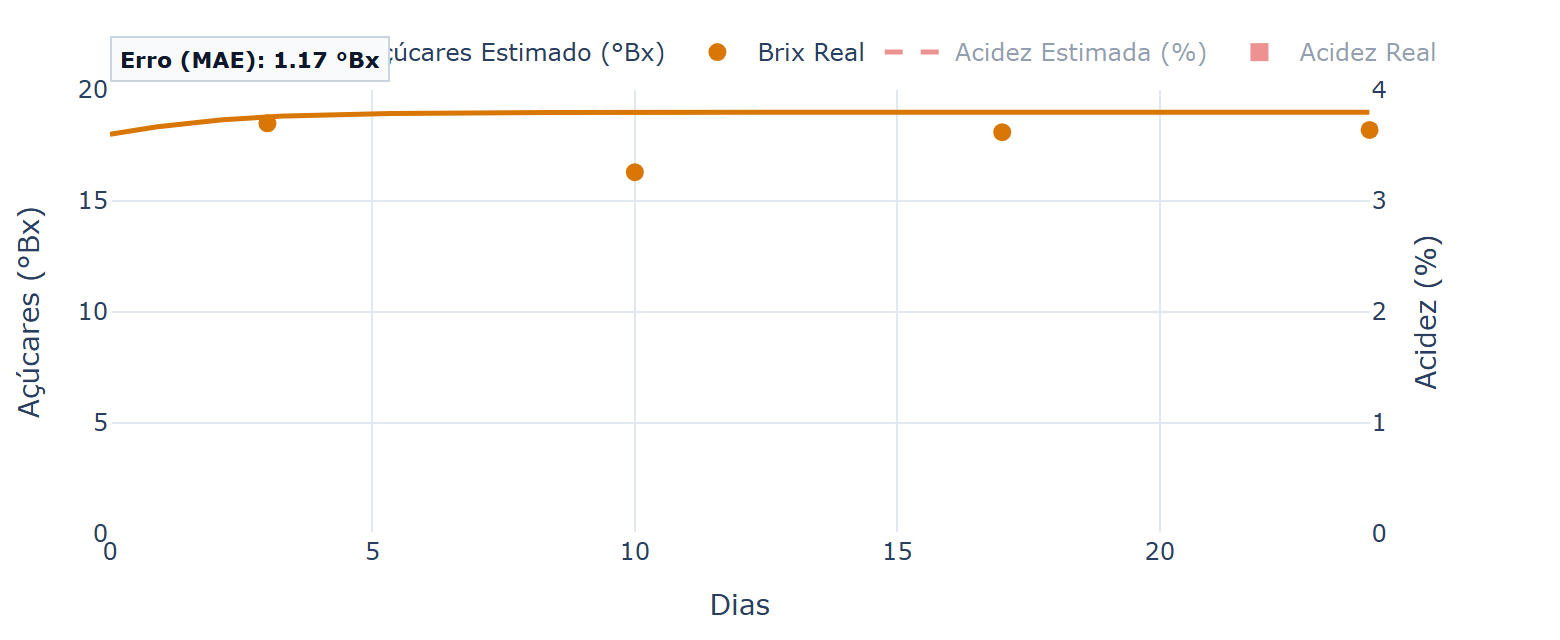 Erro (MAE): 1.17 °Bx
çúcares Estimado (°Bx) Brix Real Acidez Estimada (%) Acidez Real
20
15
10
5
0
Açúcares (°Bx)
4
3
2
1
0
Acidez (%)
0 5 10 15 20
Dias